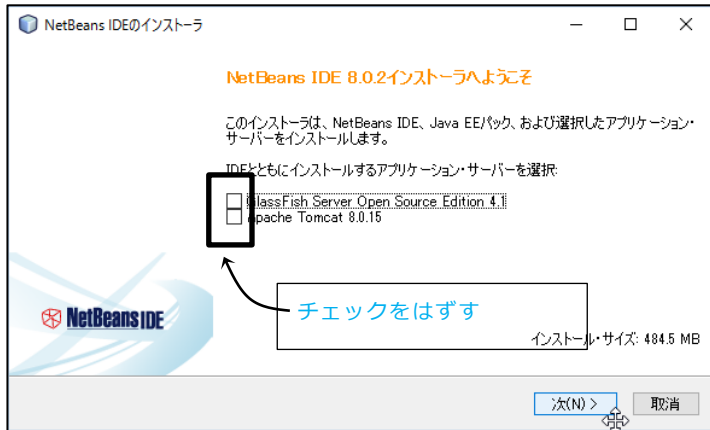 NetBeans IDEのインストーラ
NetBeans IDE 8.0.2インストーラへようこそ
このインストーラは、NetBeans IDE、Java EEパック、および選択したアプリケーション・
サーバーをインストールします。
IDEとともにインストールするアプリケーション・サーバーを選択:
GlassFish Server Open Source Edition 4.1
Apache Tomcat 8.0.15
チェックをはずす
NetBeans IDE
インストール・サイズ: 484.5 MB
次(N) >
取消